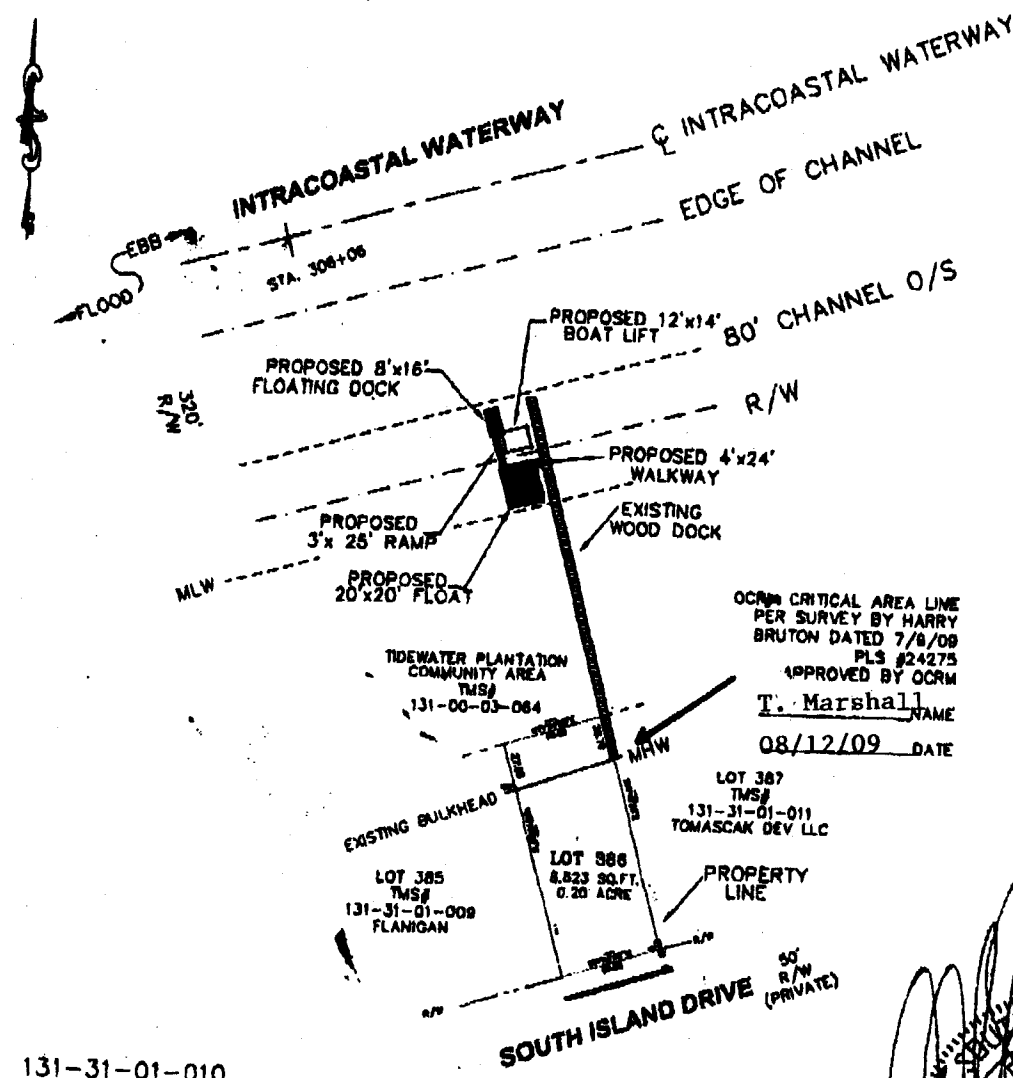 INTRACOASTAL WATERWAY
℄ INTRACOASTAL WATERWAY
EDGE OF CHANNEL
EBB
FLOOD
STA. 306+06
PROPOSED 12'x14'
BOAT LIFT
80' CHANNEL O/S
PROPOSED 8'x16'
FLOATING DOCK
320'
R/W
R/W
PROPOSED 4'x24'
WALKWAY
EXISTING
WOOD DOCK
PROPOSED
3'x 25' RAMP
MLW
PROPOSED
20'x20' FLOAT
OCRM CRITICAL AREA LINE
PER SURVEY BY HARRY
BRUTON DATED 7/8/09
PLS #24275
APPROVED BY OCRM
T. Marshall NAME
08/12/09 DATE
TIDEWATER PLANTATION
COMMUNITY AREA
TMS#
131-00-03-064
MHW
EXISTING BULKHEAD
LOT 387
TMS#
131-31-01-011
TOMASCAK DEV LLC
LOT 386
8,823 SQ.FT.
0.20 ACRE
PROPERTY
LINE
LOT 385
TMS#
131-31-01-009
FLANIGAN
R/W
R/W
SOUTH ISLAND DRIVE
50'
R/W
(PRIVATE)
131-31-01-010